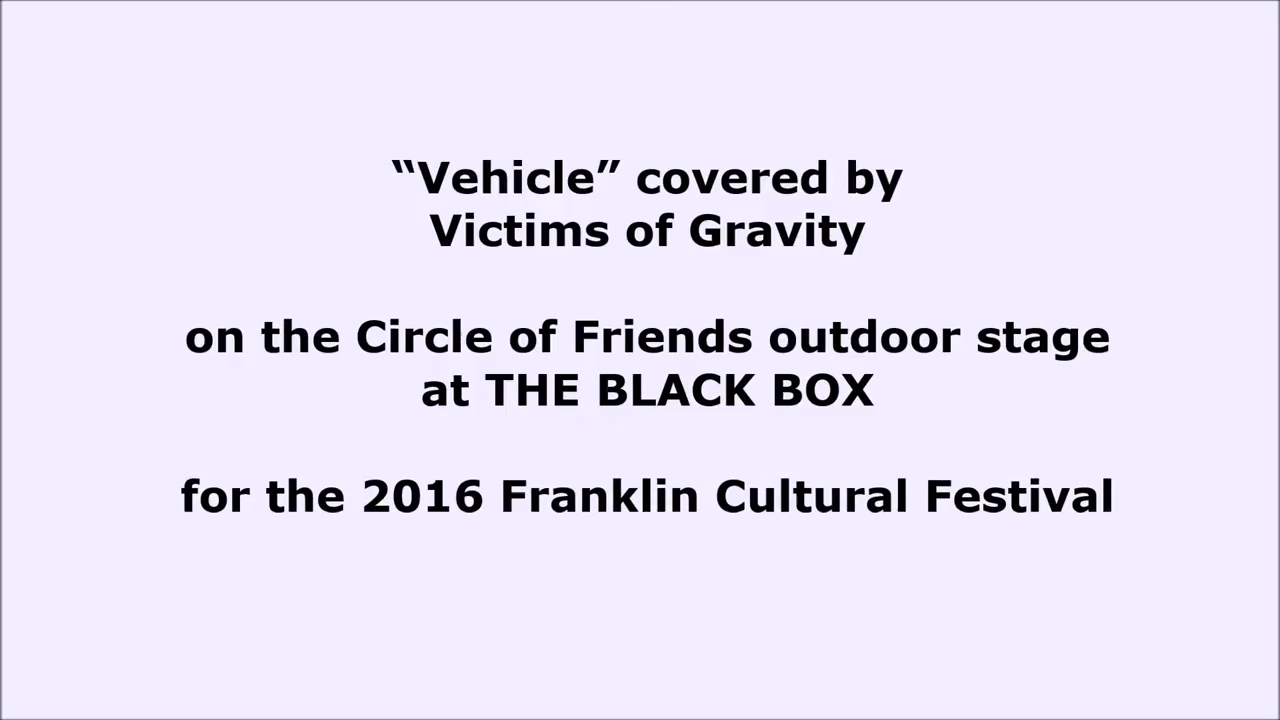 “Vehicle” covered by
Victims of Gravity
on the Circle of Friends outdoor stage
at THE BLACK BOX
for the 2016 Franklin Cultural Festival